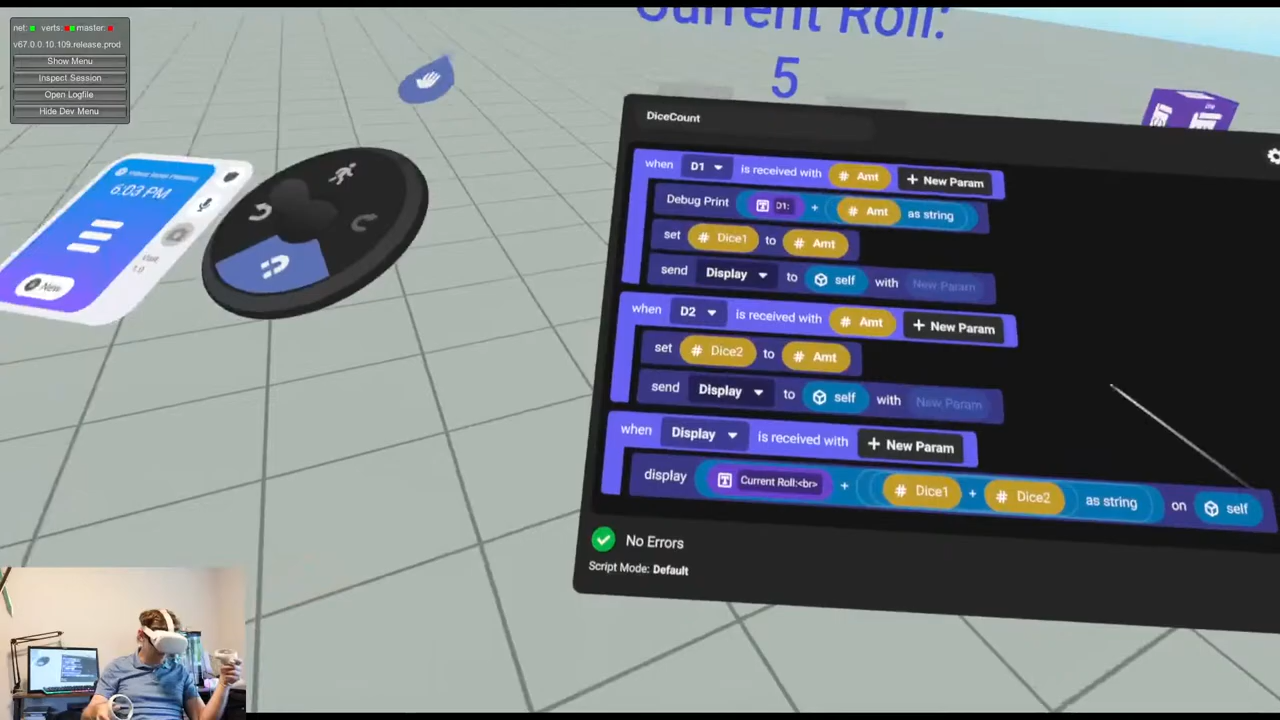 net: verts: master:
v67.0.0.10.109.release.prod
Show Menu
Inspect Session
Open Logfile
Hide Dev Menu
Current Roll:
5
6:03 PM
1.0
New
DiceCount
when D1 is received with # Amt + New Param
Debug Print D1: + # Amt as string
set # Dice1 to # Amt
send Display to self with New Param
when D2 is received with # Amt + New Param
set # Dice2 to # Amt
send Display to self with New Param
when Display is received with + New Param
display Current Roll:<br> + # Dice1 + # Dice2 as string on self
No Errors
Script Mode: Default